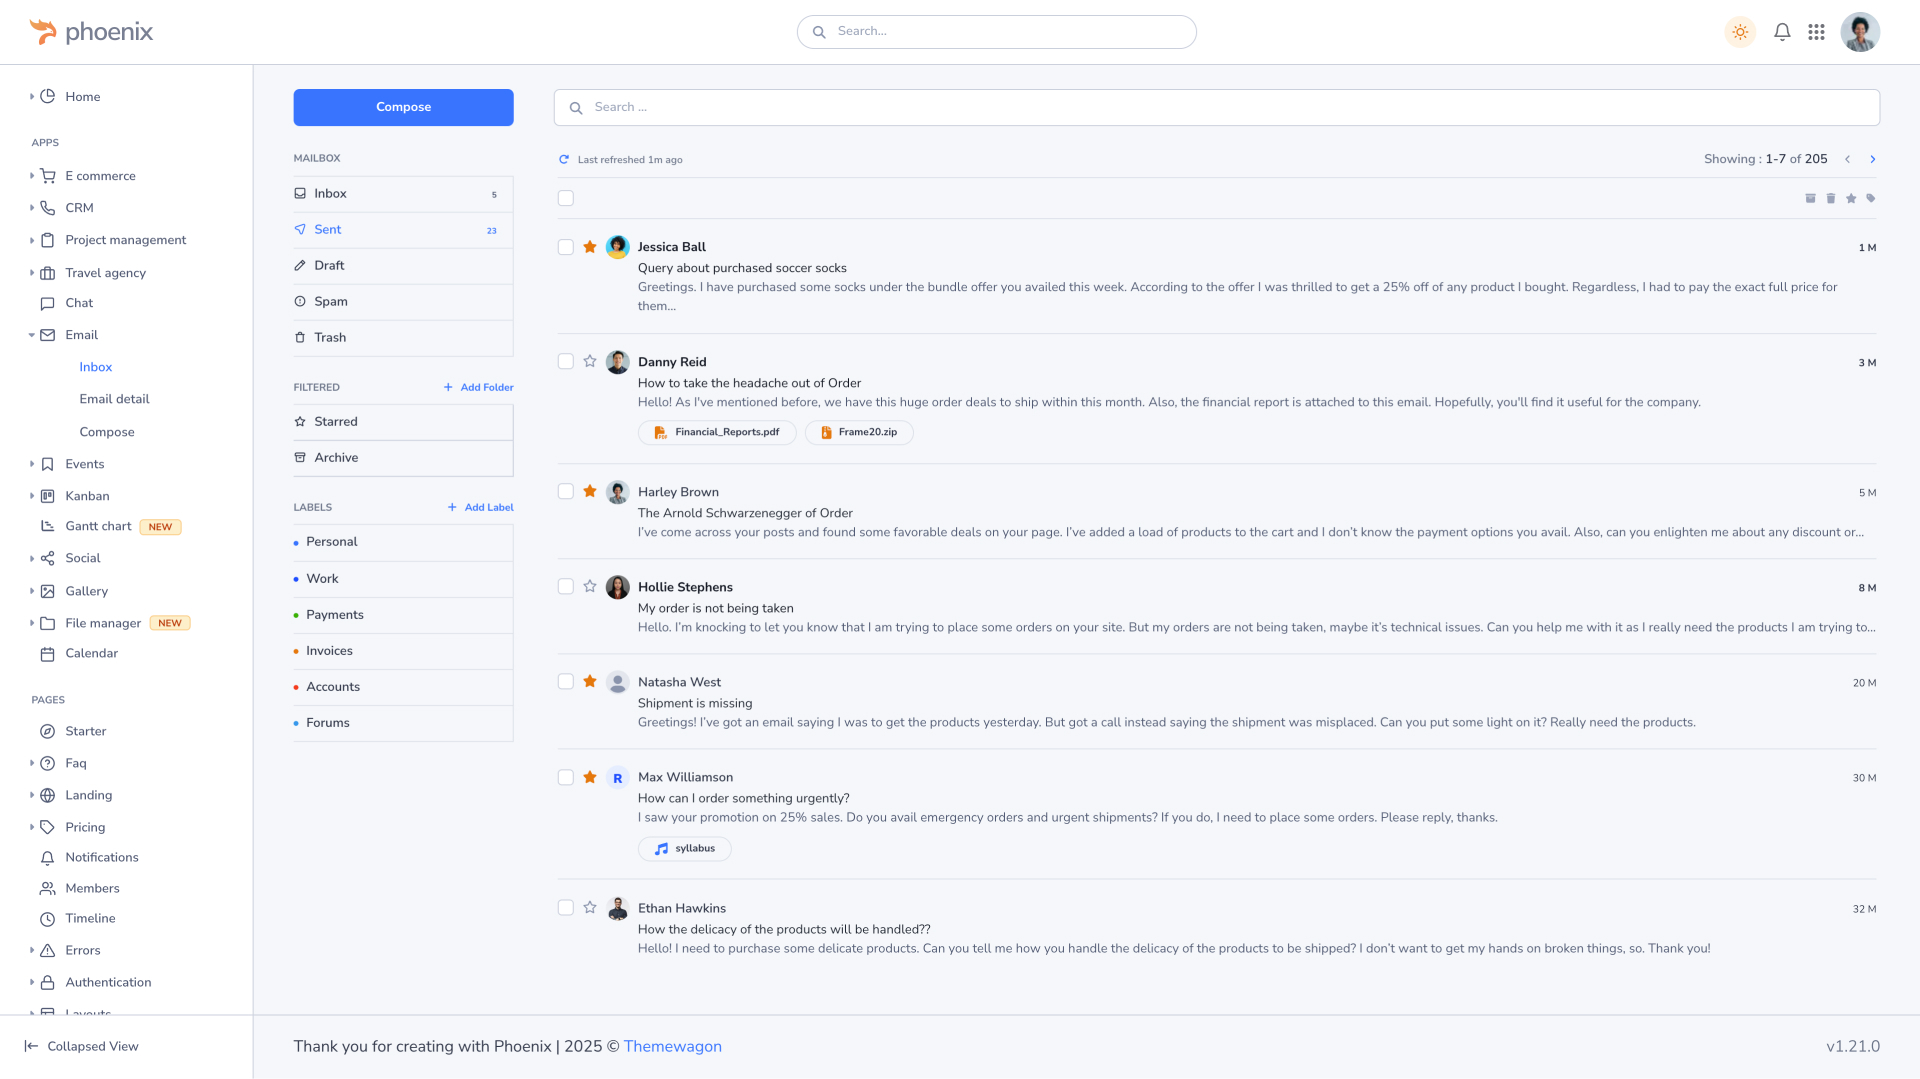 phoenix
Search...
Home
APPS
E commerce
CRM
Project management
Travel agency
Chat
Email
Inbox
Email detail
Compose
Events
Kanban
Gantt chart NEW
Social
Gallery
File manager NEW
Calendar
PAGES
Starter
Faq
Landing
Pricing
Notifications
Members
Timeline
Errors
Authentication
Layouts
Collapsed View
Compose
MAILBOX
Inbox 5
Sent 23
Draft
Spam
Trash
FILTERED + Add Folder
Starred
Archive
LABELS + Add Label
Personal
Work
Payments
Invoices
Accounts
Forums
Search ...
Last refreshed 1m ago
Showing : 1-7 of 205
Jessica Ball 1 M
Query about purchased soccer socks
Greetings. I have purchased some socks under the bundle offer you availed this week. According to the offer I was thrilled to get a 25% off of any product I bought. Regardless, I had to pay the exact full price for
them...
Danny Reid 3 M
How to take the headache out of Order
Hello! As I've mentioned before, we have this huge order deals to ship within this month. Also, the financial report is attached to this email. Hopefully, you'll find it useful for the company.
Financial_Reports.pdf Frame20.zip
Harley Brown 5 M
The Arnold Schwarzenegger of Order
I've come across your posts and found some favorable deals on your page. I've added a load of products to the cart and I don't know the payment options you avail. Also, can you enlighten me about any discount or...
Hollie Stephens 8 M
My order is not being taken
Hello. I'm knocking to let you know that I am trying to place some orders on your site. But my orders are not being taken, maybe it's technical issues. Can you help me with it as I really need the products I am trying to...
Natasha West 20 M
Shipment is missing
Greetings! I've got an email saying I was to get the products yesterday. But got a call instead saying the shipment was misplaced. Can you put some light on it? Really need the products.
R
Max Williamson 30 M
How can I order something urgently?
I saw your promotion on 25% sales. Do you avail emergency orders and urgent shipments? If you do, I need to place some orders. Please reply, thanks.
syllabus
Ethan Hawkins 32 M
How the delicacy of the products will be handled??
Hello! I need to purchase some delicate products. Can you tell me how you handle the delicacy of the products to be shipped? I don't want to get my hands on broken things, so. Thank you!
Thank you for creating with Phoenix | 2025 © Themewagon
v1.21.0